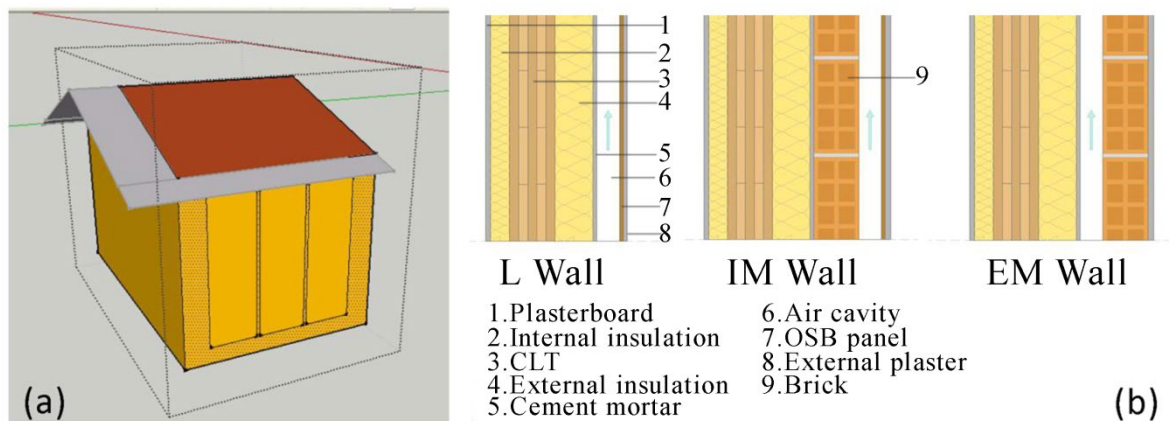 (a)
1
2
3
4
5
6
7
8
9
L Wall
IM Wall
EM Wall
1.Plasterboard
2.Internal insulation
3.CLT
4.External insulation
5.Cement mortar
6.Air cavity
7.OSB panel
8.External plaster
9.Brick
(b)